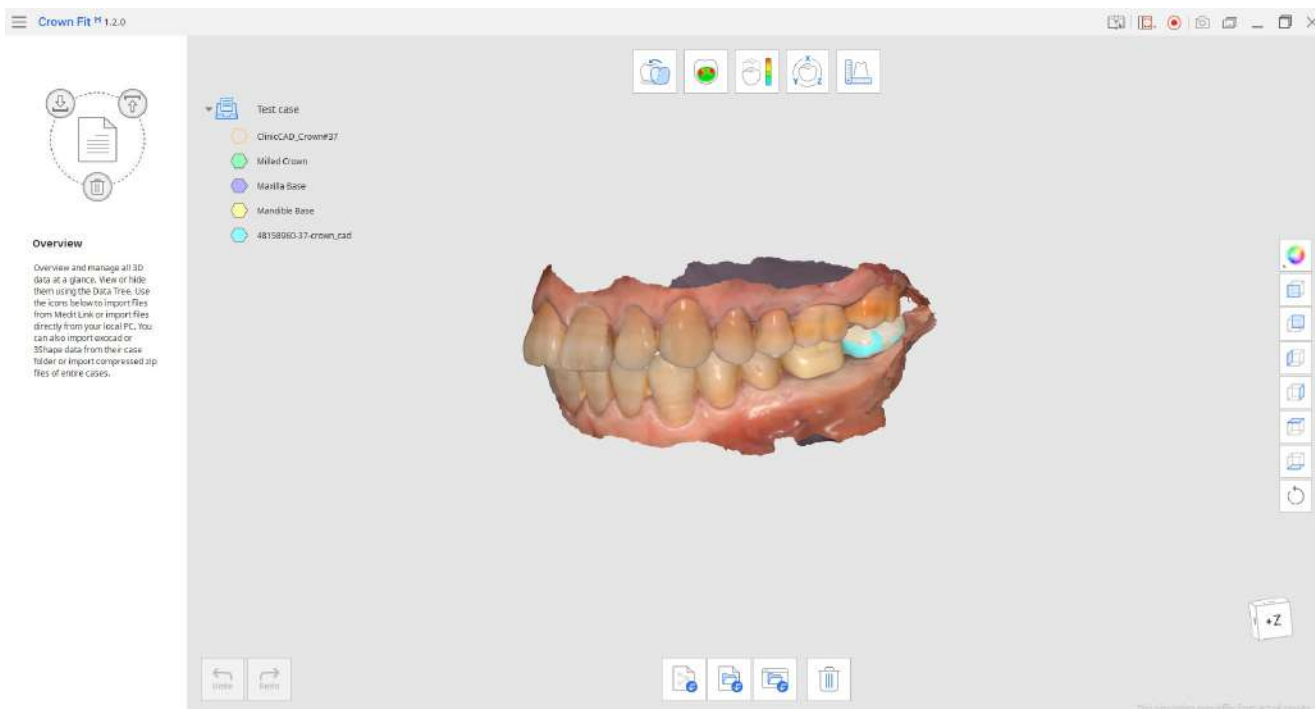 Crown Fit M 1.2.0
Test case
ClinicCAD_Crown#37
Milled Crown
Maxilla Base
Mandible Base
48158960-37-crown_cad
Overview
Overview and manage all 3D
data at a glance. View or hide
them using the Data Tree. Use
the icons below to import files
from Medit Link or import files
directly from your local PC. You
can also import exocad or
3Shape data from their case
folder or import compressed zip
files of entire cases.
X
Y Z
+Z
Undo Redo